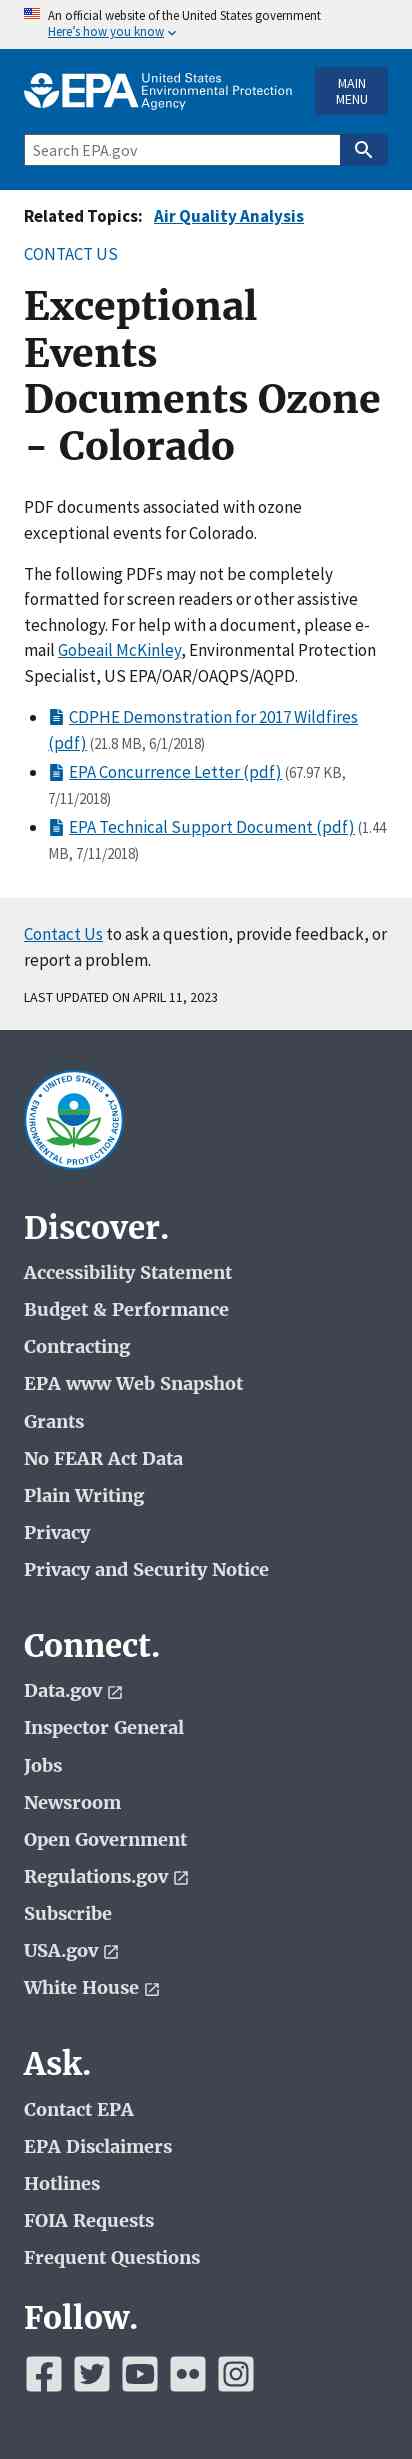 An official website of the United States government
Here's how you know
EPA United States
Environmental Protection
Agency
MAIN
MENU
Search EPA.gov
Related Topics: Air Quality Analysis
CONTACT US
Exceptional
Events
Documents Ozone
- Colorado
PDF documents associated with ozone
exceptional events for Colorado.
The following PDFs may not be completely
formatted for screen readers or other assistive
technology. For help with a document, please e-
mail Gobeail McKinley, Environmental Protection
Specialist, US EPA/OAR/OAQPS/AQPD.
CDPHE Demonstration for 2017 Wildfires
(pdf) (21.8 MB, 6/1/2018)
EPA Concurrence Letter (pdf) (67.97 KB,
7/11/2018)
EPA Technical Support Document (pdf) (1.44
MB, 7/11/2018)
Contact Us to ask a question, provide feedback, or
report a problem.
LAST UPDATED ON APRIL 11, 2023
UNITED STATES
ENVIRONMENTAL PROTECTION AGENCY
Discover.
Accessibility Statement
Budget & Performance
Contracting
EPA www Web Snapshot
Grants
No FEAR Act Data
Plain Writing
Privacy
Privacy and Security Notice
Connect.
Data.gov
Inspector General
Jobs
Newsroom
Open Government
Regulations.gov
Subscribe
USA.gov
White House
Ask.
Contact EPA
EPA Disclaimers
Hotlines
FOIA Requests
Frequent Questions
Follow.